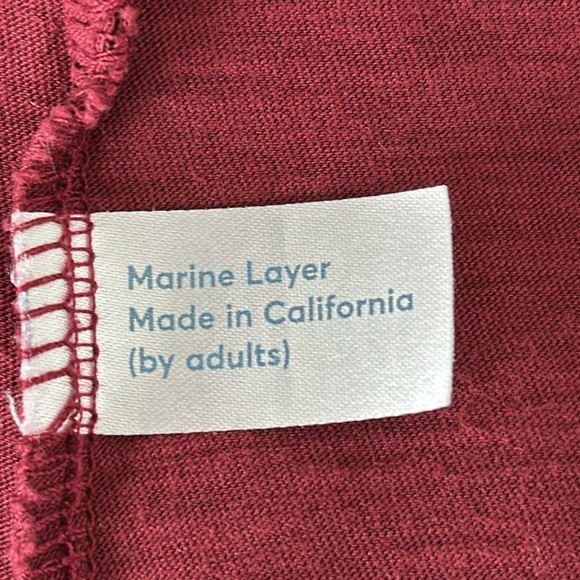 Marine Layer
Made in California
(by adults)